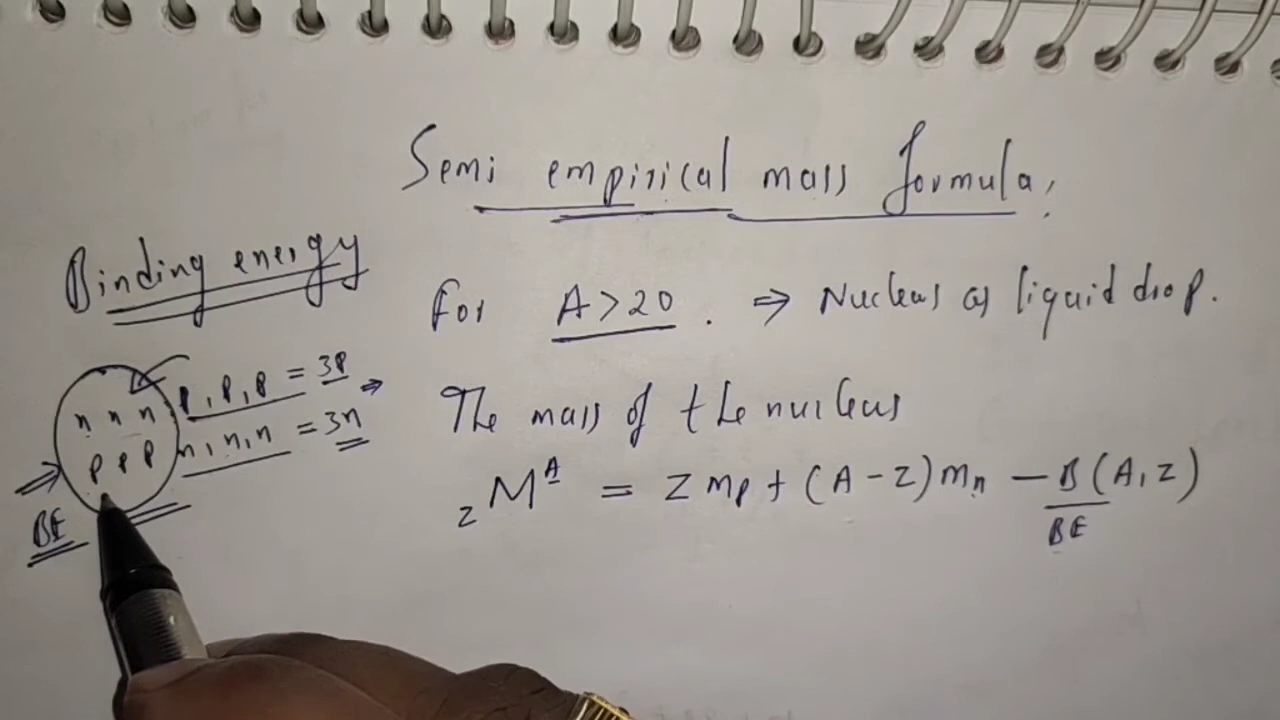 Semi empirical mass formula,
Binding energy
For A > 20 . ⇒ Nucleus as liquid drop.
p, p, p = 3p
n n n
n, n, n = 3n
p p p
BE
⇒ The mass of the nucleus
zM^A = Z mp + (A - Z) mn - B (A, Z)
BE